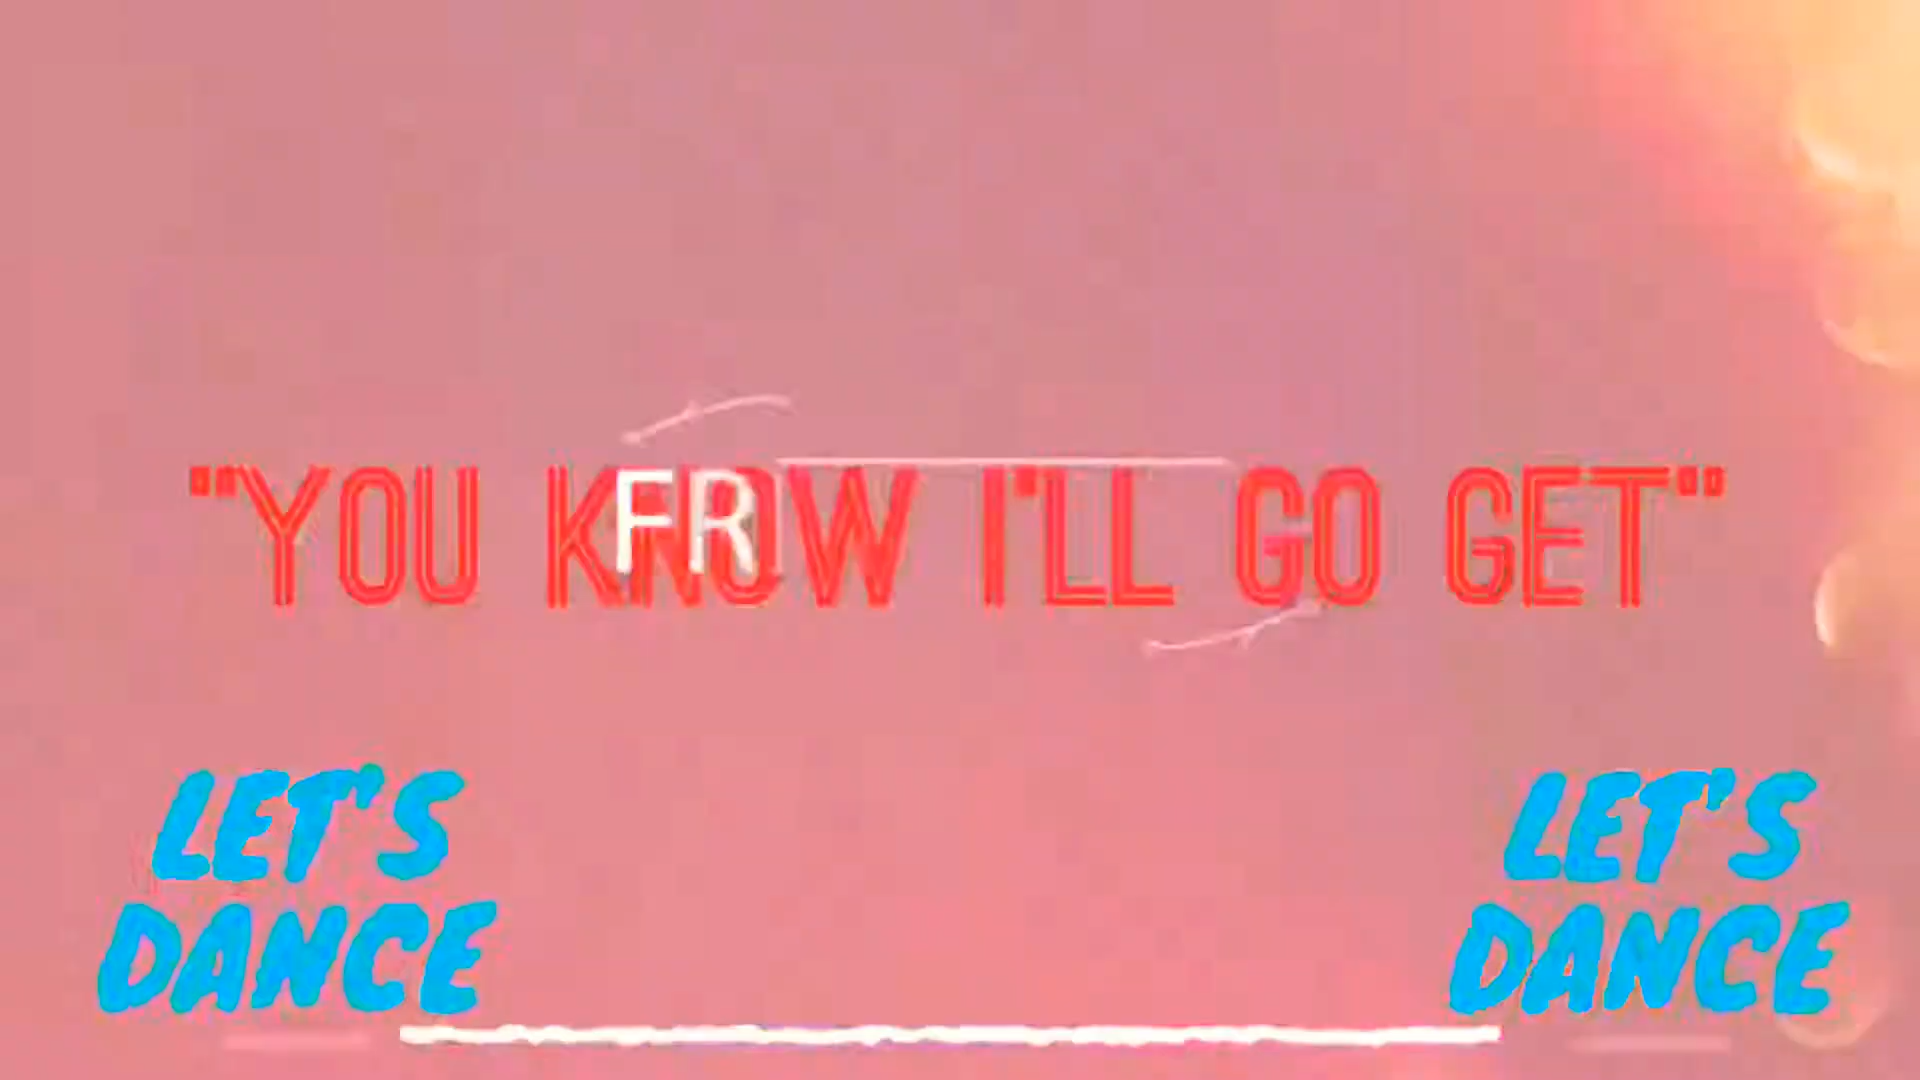 "YOU KNOW I'LL GO GET"
FR
LET'S
DANCE
LET'S
DANCE